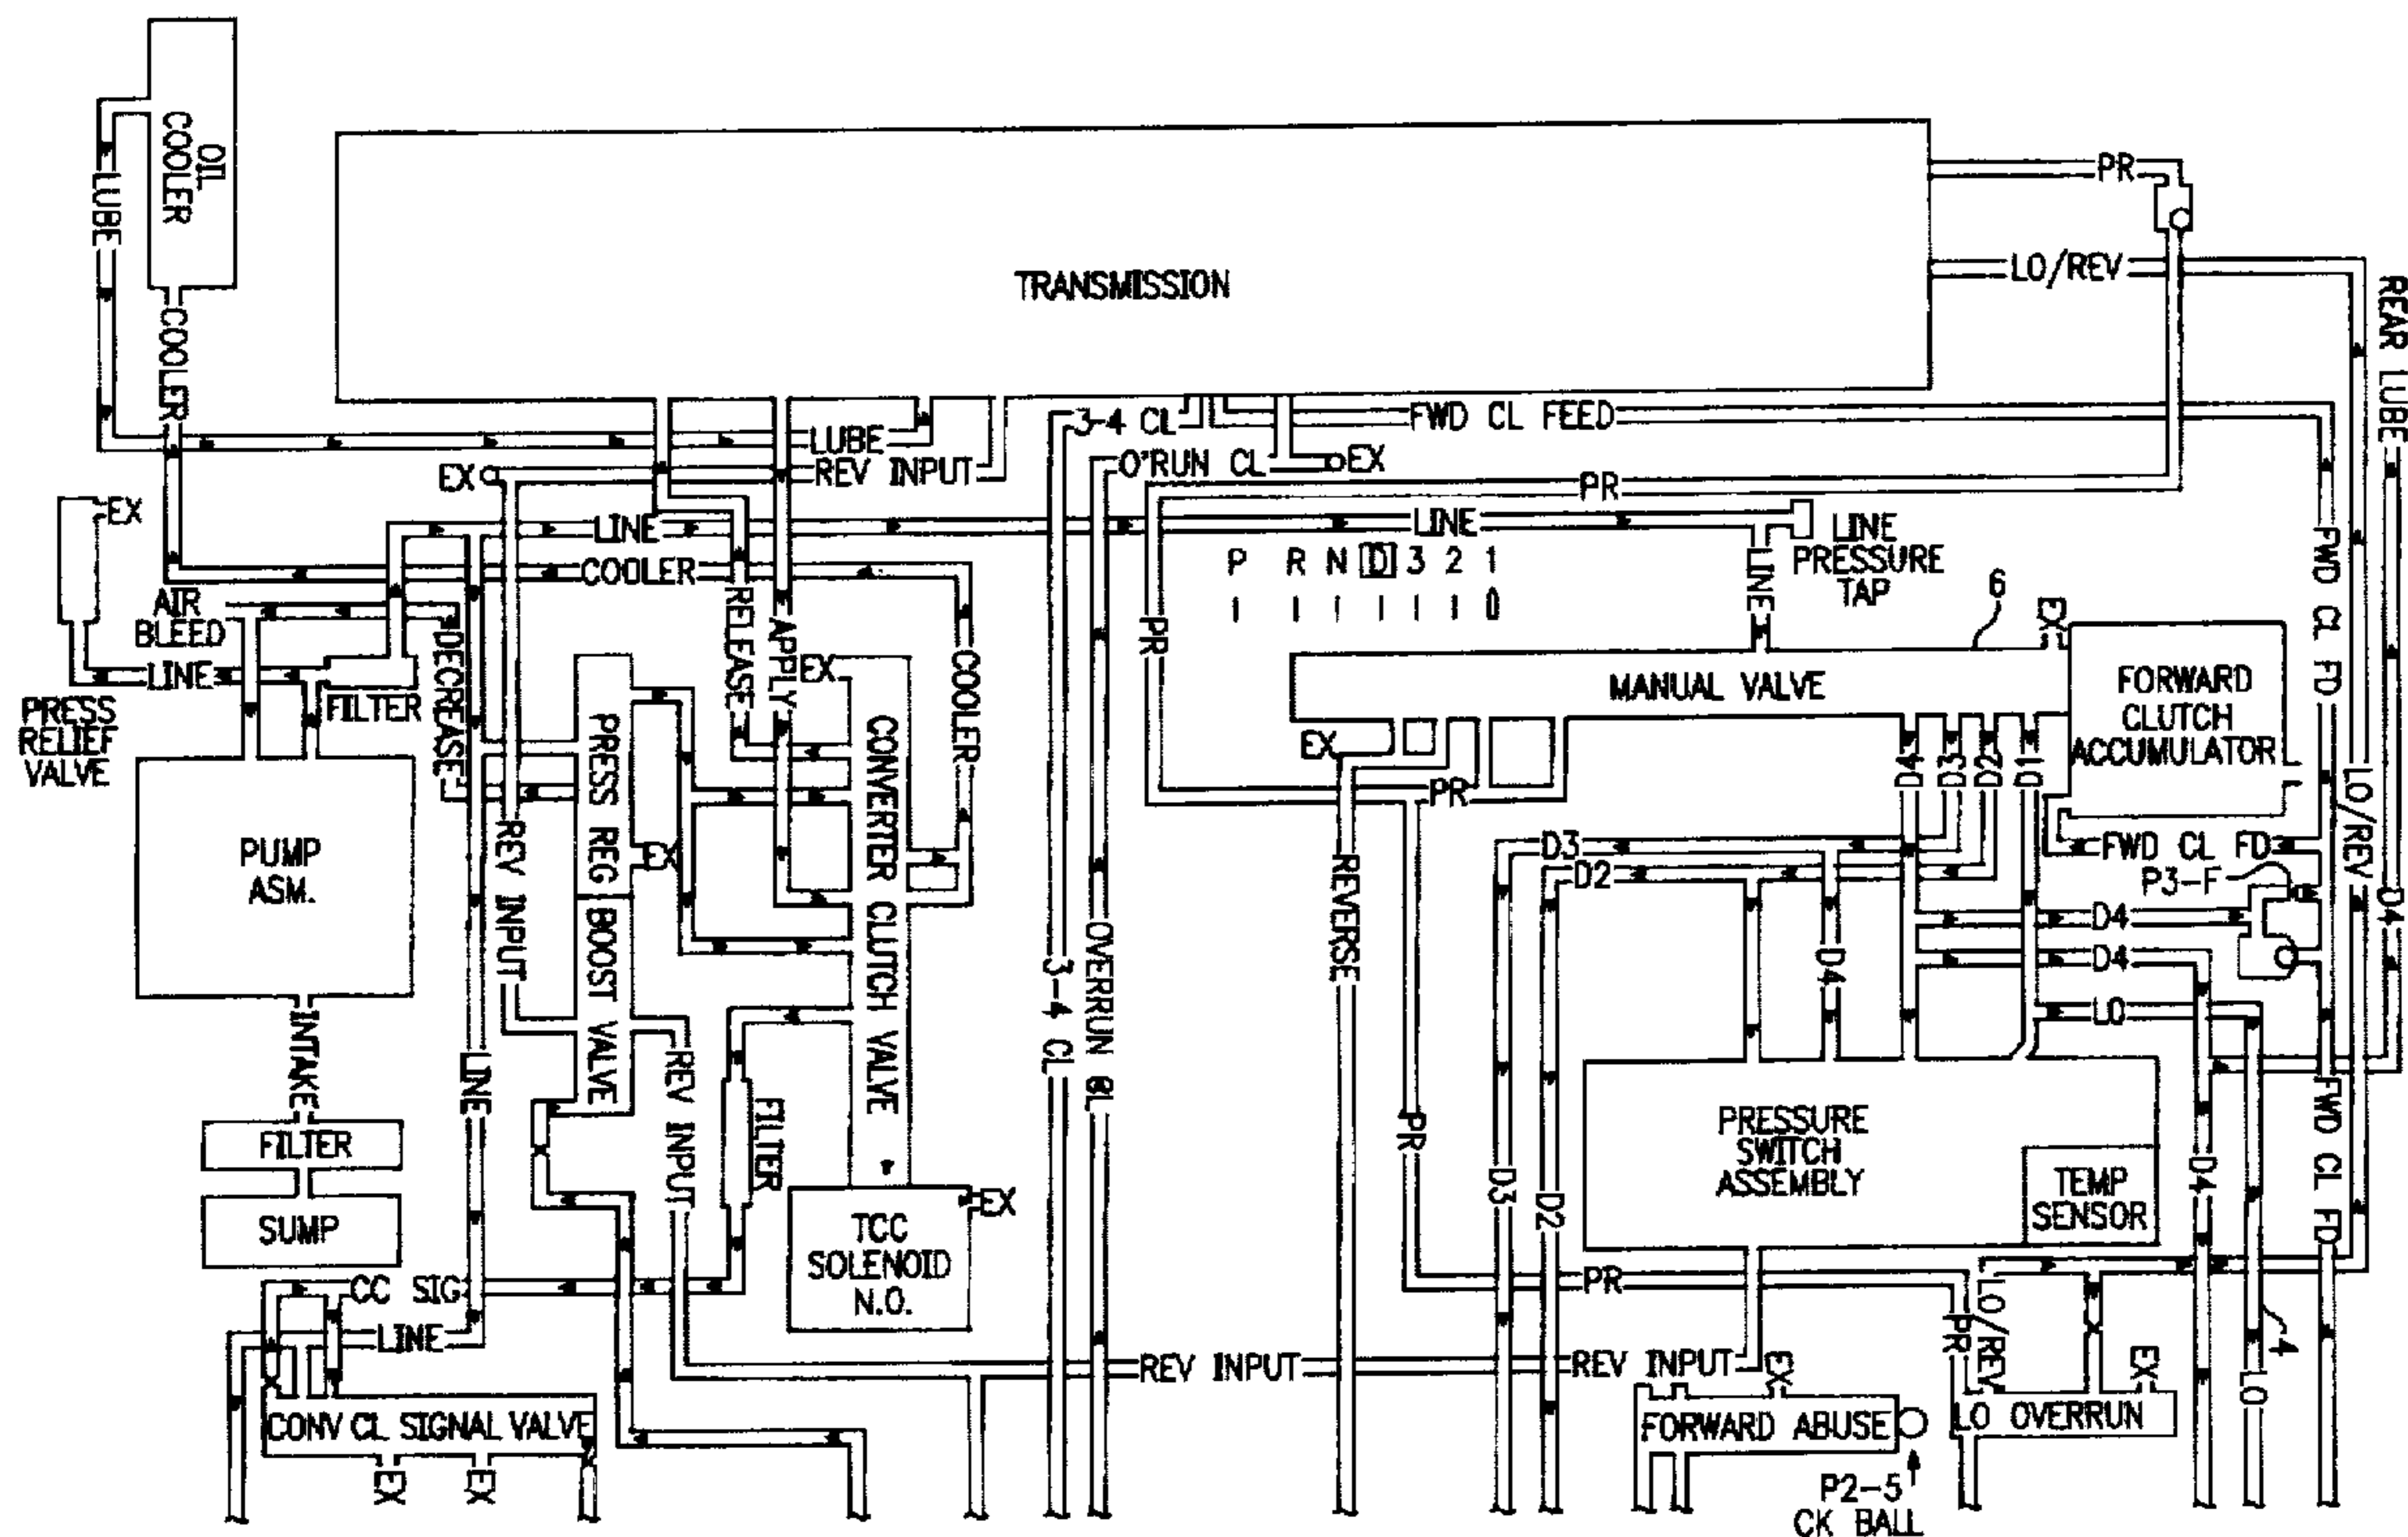 OIL
COOLER
LUBE
COOLER
TRANSMISSION
PR
LO/REV
REAR LUBE
3-4 CL
FWD CL FEED
LUBE
O'RUN CL
EX
EX
REV INPUT
PR
EX
LINE
LINE
LINE
PRESSURE
TAP
COOLER
P R N D 3 2 1
AIR
BLEED
DECREASE
RELEASE
APPLY
COOLER
PR
LINE
6
EX
FWD CL FD
LINE
FILTER
PRESS
RELIEF
VALVE
EX
MANUAL VALVE
FORWARD
CLUTCH
ACCUMULATOR
PRESS REG
CONVERTER CLUTCH VALVE
EX
EX
PR
D4
D3
D2
D1
LO/REV
PUMP
ASM.
REV INPUT
BOOST VALVE
D3
D2
FWD CL FD
P3-F
REVERSE
D4
D4
D4
D4
LO
3-4 CL
OVERRUN CL
INTAKE
LINE
REV INPUT
FILTER
FILTER
SUMP
TCC
SOLENOID
N.O.
EX
PR
D3
D2
PRESSURE
SWITCH
ASSEMBLY
TEMP
SENSOR
D4
FWD CL FD
CC SIG
LINE
PR
LO/REV
PR
4
REV INPUT
REV INPUT
EX
EX
LO
CONV CL SIGNAL VALVE
FORWARD ABUSE
LO OVERRUN
EX
EX
P2-5
CK BALL